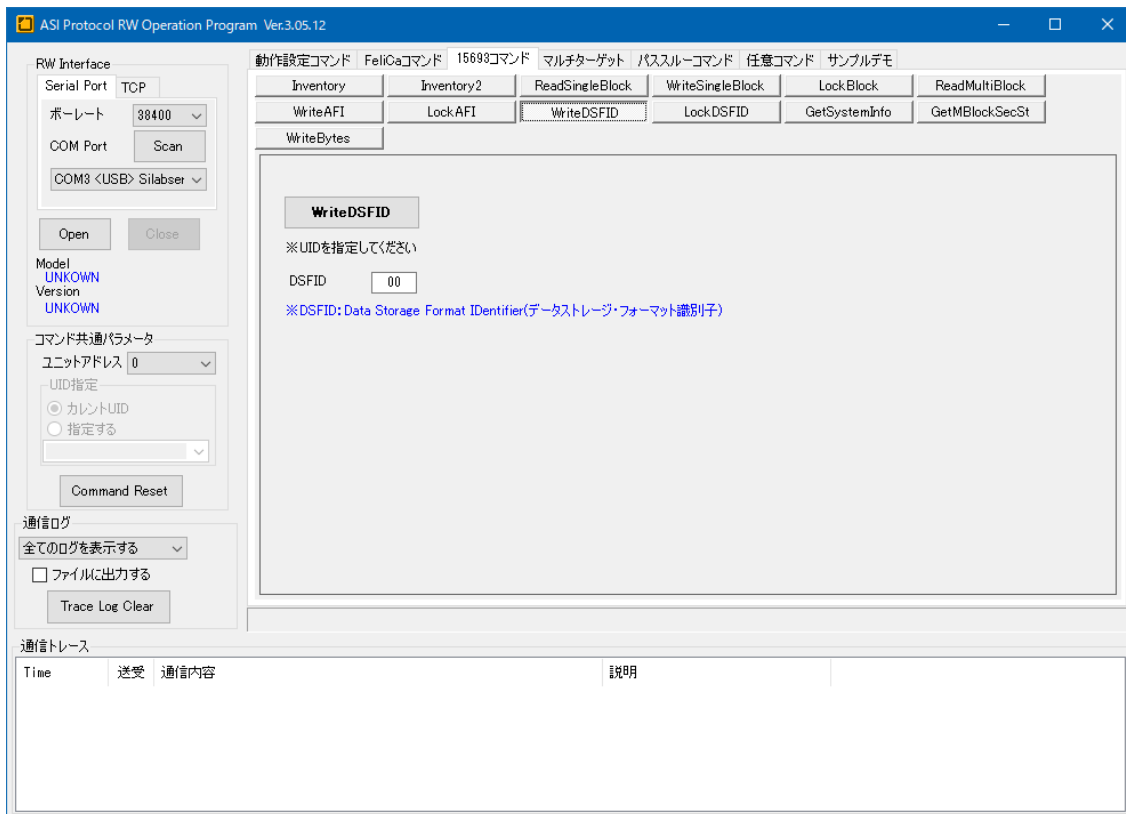 ASI Protocol RW Operation Program Ver.3.05.12
RW Interface
Serial Port TCP
ボーレート 38400
COM Port Scan
COM3 <USB> Silabser
Open Close
Model
UNKOWN
Version
UNKOWN
コマンド共通パラメータ
ユニットアドレス 0
UID指定
カレントUID
指定する
Command Reset
通信ログ
全てのログを表示する
ファイルに出力する
Trace Log Clear
動作設定コマンド FeliCaコマンド 15693コマンド マルチターゲット パススルーコマンド 任意コマンド サンプルデモ
Inventory Inventory2 ReadSingleBlock WriteSingleBlock LockBlock ReadMultiBlock
WriteAFI LockAFI WriteDSFID LockDSFID GetSystemInfo GetMBlockSecSt
WriteBytes
WriteDSFID
※UIDを指定してください
DSFID 00
※DSFID:Data Storage Format IDentifier(データストレージ・フォーマット識別子)
通信トレース
Time 送受 通信内容 説明